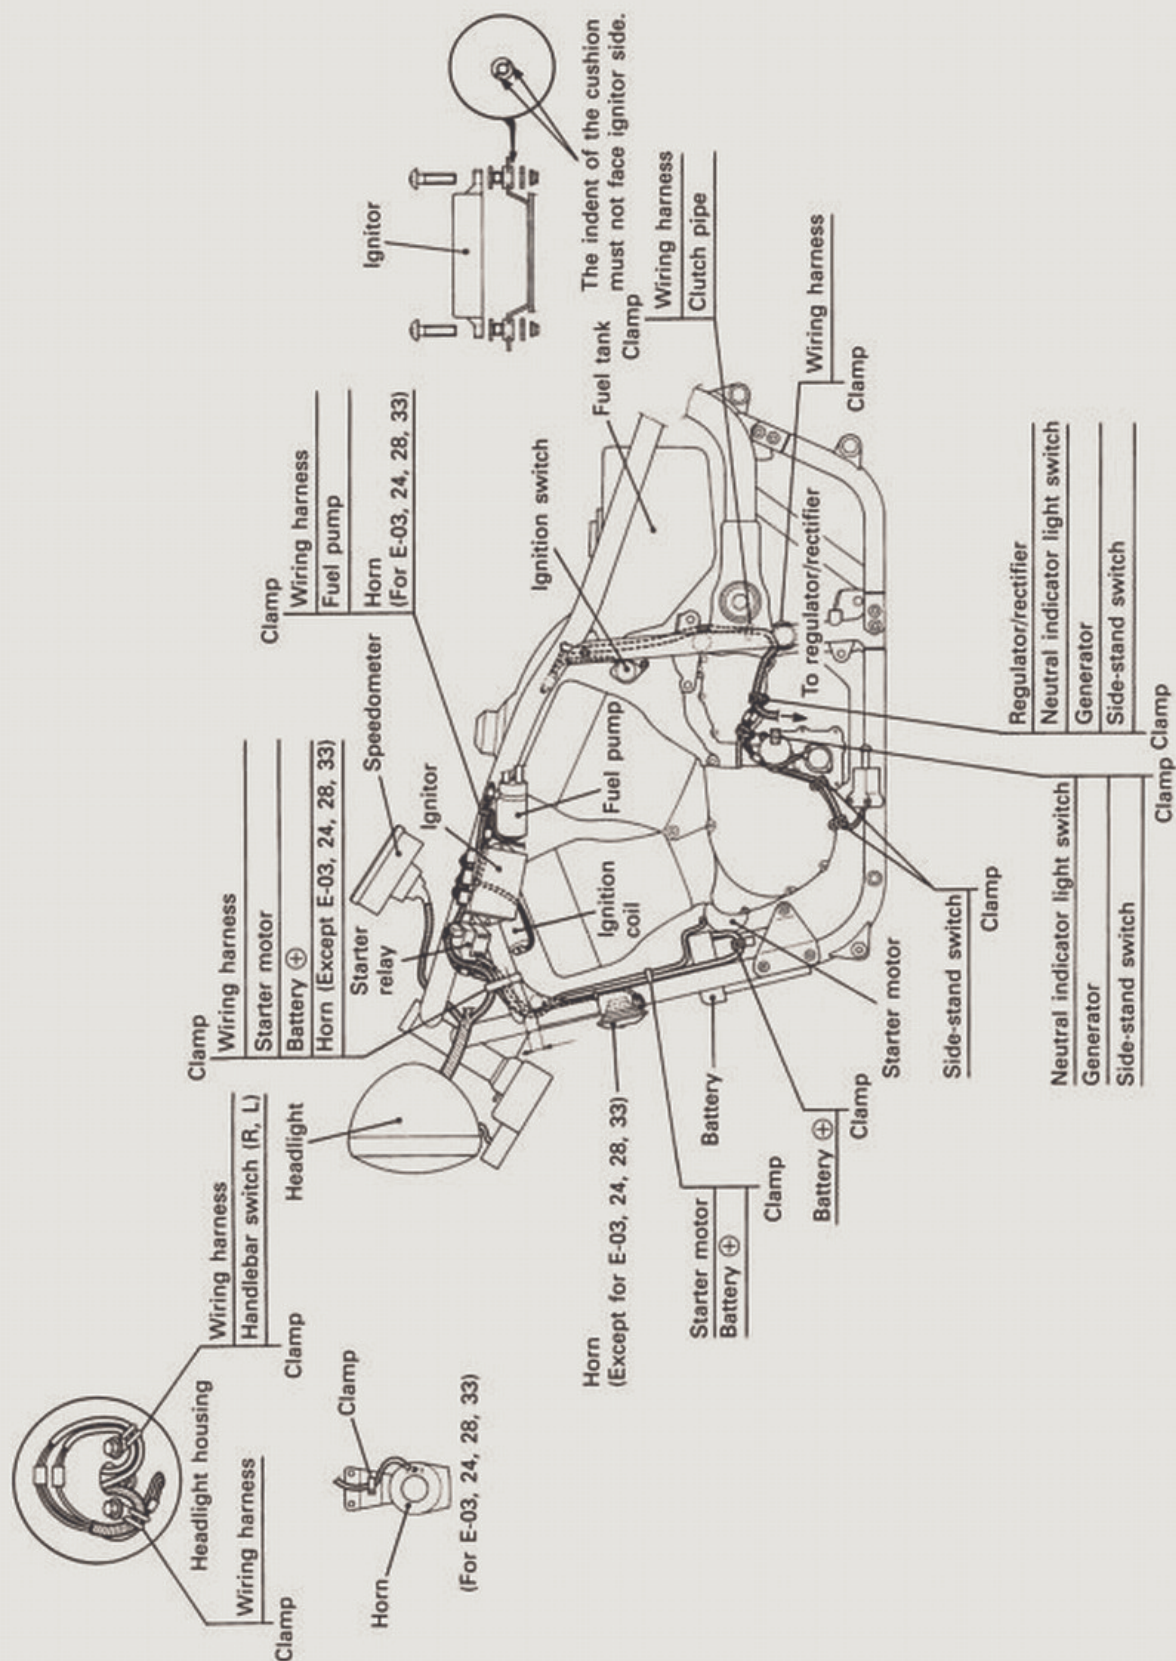 Headlight housing
Wiring harness
Clamp
Wiring harness
Handlebar switch (R, L)
Clamp
Clamp
Horn
(For E-03, 24, 28, 33)
Headlight
Clamp
Wiring harness
Starter motor
Battery ⊕
Horn (Except E-03, 24, 28, 33)
Starter
relay
Speedometer
Ignitor
Clamp
Wiring harness
Fuel pump
Horn
(For E-03, 24, 28, 33)
Ignitor
The indent of the cushion
must not face ignitor side.
Ignition switch
Fuel tank
Clamp
Wiring harness
Clutch pipe
Wiring harness
Clamp
Fuel pump
Ignition
coil
To regulator/rectifier
Horn
(Except for E-03, 24, 28, 33)
Battery
Starter motor
Battery ⊕
Clamp
Battery ⊕
Clamp
Starter motor
Side-stand switch
Clamp
Regulator/rectifier
Neutral indicator light switch
Generator
Side-stand switch
Clamp
Neutral indicator light switch
Generator
Side-stand switch
Clamp